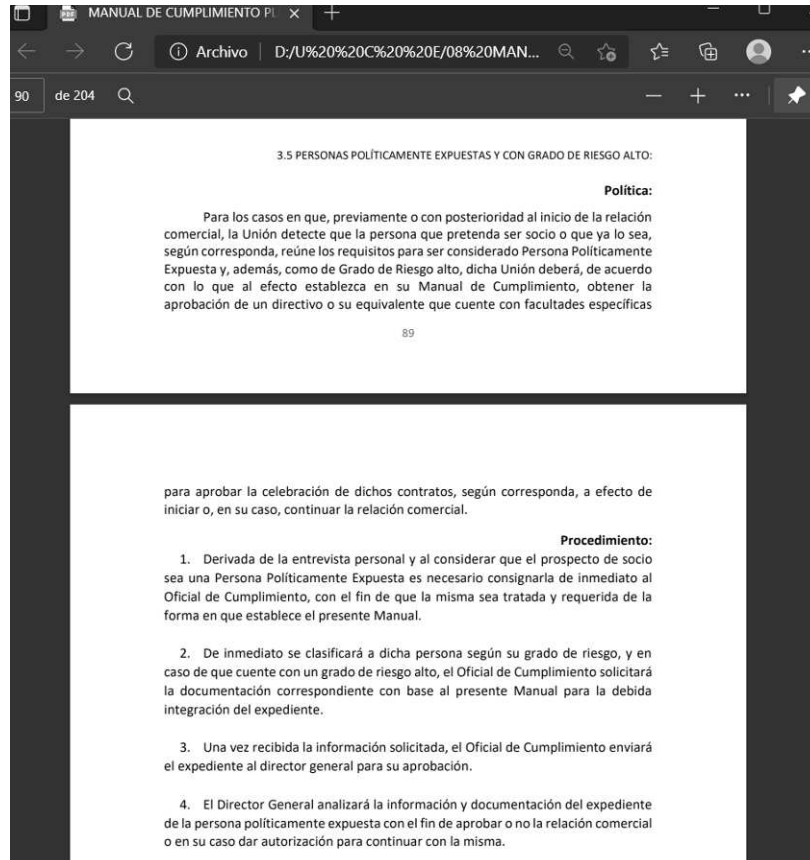 MANUAL DE CUMPLIMIENTO PL
Archivo
D:/U%20%20C%20%20E/08%20MAN...
90
de 204
3.5 PERSONAS POLÍTICAMENTE EXPUESTAS Y CON GRADO DE RIESGO ALTO:
Política:
Para los casos en que, previamente o con posterioridad al inicio de la relación
comercial, la Unión detecte que la persona que pretenda ser socio o que ya lo sea,
según corresponda, reúne los requisitos para ser considerado Persona Políticamente
Expuesta y, además, como de Grado de Riesgo alto, dicha Unión deberá, de acuerdo
con lo que al efecto establezca en su Manual de Cumplimiento, obtener la
aprobación de un directivo o su equivalente que cuente con facultades específicas
89
para aprobar la celebración de dichos contratos, según corresponda, a efecto de
iniciar o, en su caso, continuar la relación comercial.
Procedimiento:
1. Derivada de la entrevista personal y al considerar que el prospecto de socio
sea una Persona Políticamente Expuesta es necesario consignarla de inmediato al
Oficial de Cumplimiento, con el fin de que la misma sea tratada y requerida de la
forma en que establece el presente Manual.
2. De inmediato se clasificará a dicha persona según su grado de riesgo, y en
caso de que cuente con un grado de riesgo alto, el Oficial de Cumplimiento solicitará
la documentación correspondiente con base al presente Manual para la debida
integración del expediente.
3. Una vez recibida la información solicitada, el Oficial de Cumplimiento enviará
el expediente al director general para su aprobación.
4. El Director General analizará la información y documentación del expediente
de la persona políticamente expuesta con el fin de aprobar o no la relación comercial
o en su caso dar autorización para continuar con la misma.